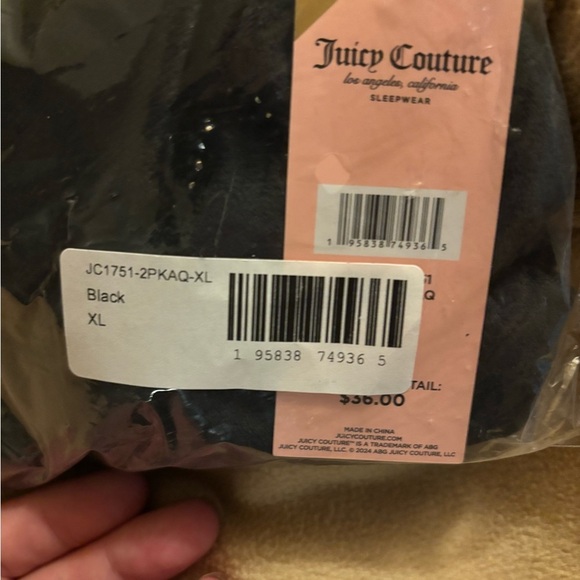 Juicy Couture
los angeles, california
SLEEPWEAR
1 95838 74936 5
JC1751-2PKAQ-XL
Black
XL
1 95838 74936 5
51
Q
TAIL:
$36.00
MADE IN CHINA
JUICYCOUTURE.COM
JUICY COUTURE™ IS A TRADEMARK OF ABG
JUICY COUTURE, LLC. © 2024 ABG JUICY COUTURE, LLC